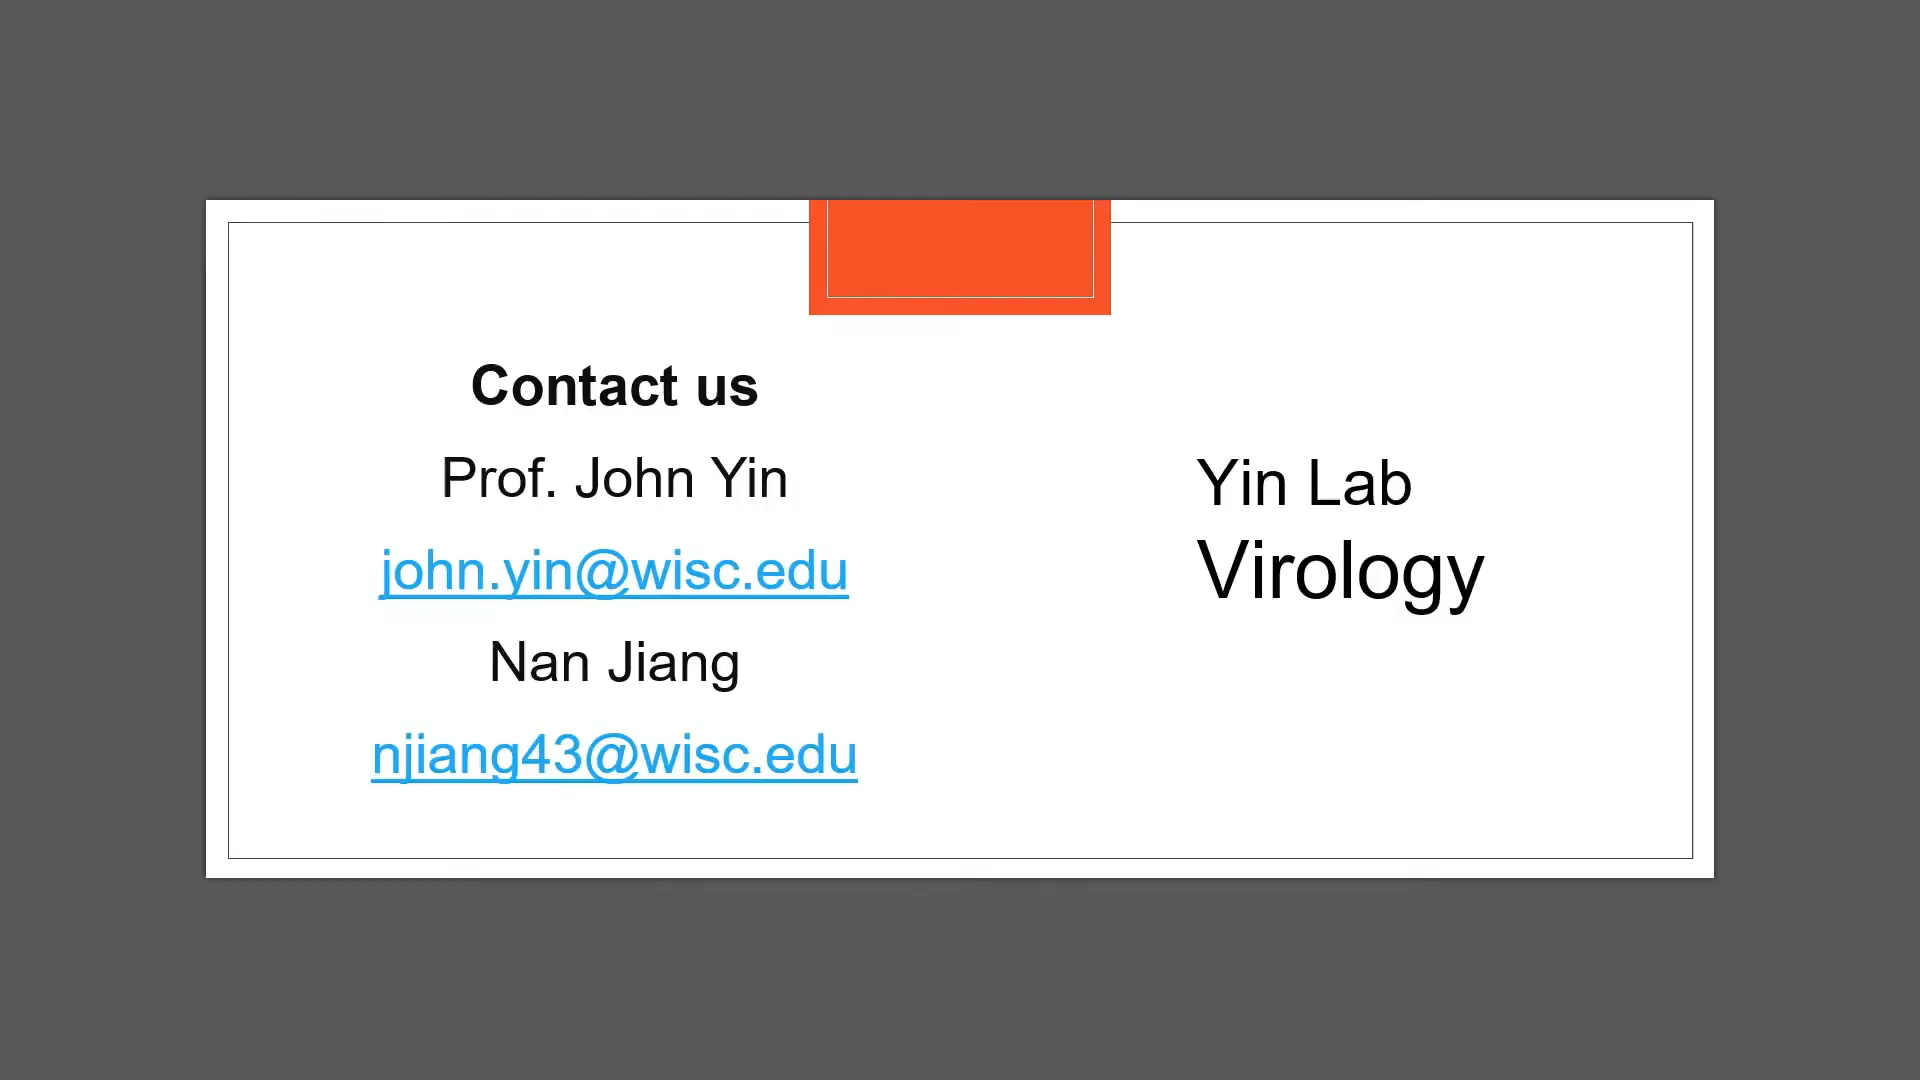 Contact us
Prof. John Yin
john.yin@wisc.edu
Nan Jiang
njiang43@wisc.edu
Yin Lab
Virology